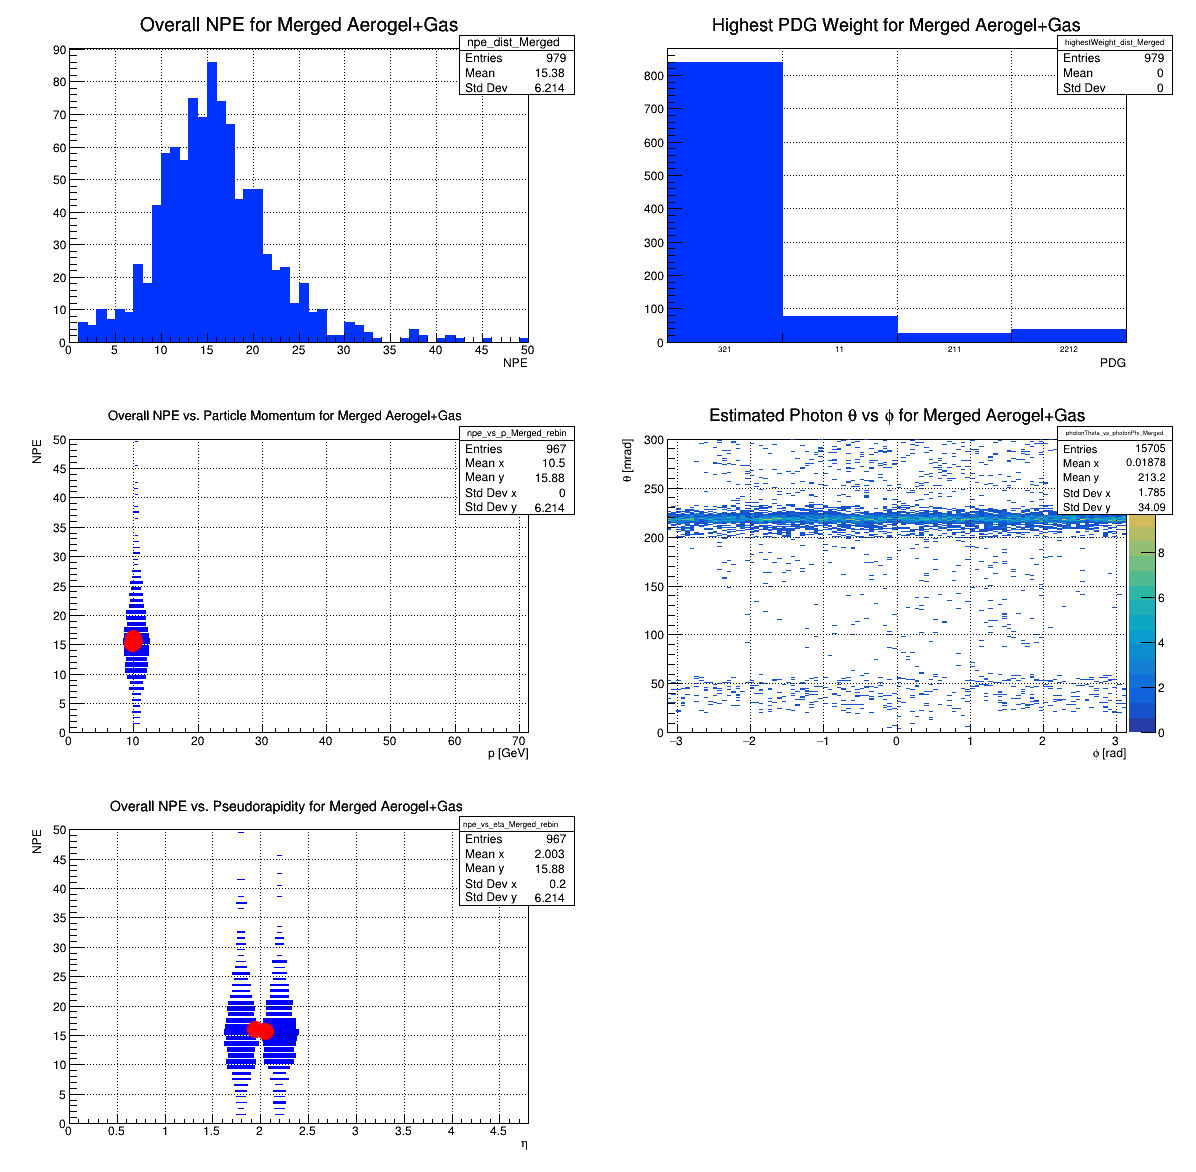 Overall NPE for Merged Aerogel+Gas
npe_dist_Merged
Entries 979
Mean 15.38
Std Dev 6.214
90
80
70
60
50
40
30
20
10
0
5 10 15 20 25 30 35 40 45 50
NPE
Highest PDG Weight for Merged Aerogel+Gas
highestWeight_dist_Merged
Entries 979
Mean 0
Std Dev 0
800
700
600
500
400
300
200
100
0
321 11 211 2212
PDG
Overall NPE vs. Particle Momentum for Merged Aerogel+Gas
npe_vs_p_Merged_rebin
Entries 967
Mean x 10.5
Mean y 15.88
Std Dev x 0
Std Dev y 6.214
NPE
50
45
40
35
30
25
20
15
10
5
0
0 10 20 30 40 50 60 70
p [GeV]
Estimated Photon θ vs ϕ for Merged Aerogel+Gas
photonTheta_vs_photonPhi_Merged
Entries 15705
Mean x 0.01878
Mean y 213.2
Std Dev x 1.785
Std Dev y 34.09
θ [mrad]
300
250
200
150
100
50
0
−3 −2 −1 0 1 2 3
ϕ [rad]
8
6
4
2
0
Overall NPE vs. Pseudorapidity for Merged Aerogel+Gas
npe_vs_eta_Merged_rebin
Entries 967
Mean x 2.003
Mean y 15.88
Std Dev x 0.2
Std Dev y 6.214
NPE
50
45
40
35
30
25
20
15
10
5
0
0 0.5 1 1.5 2 2.5 3 3.5 4 4.5
η